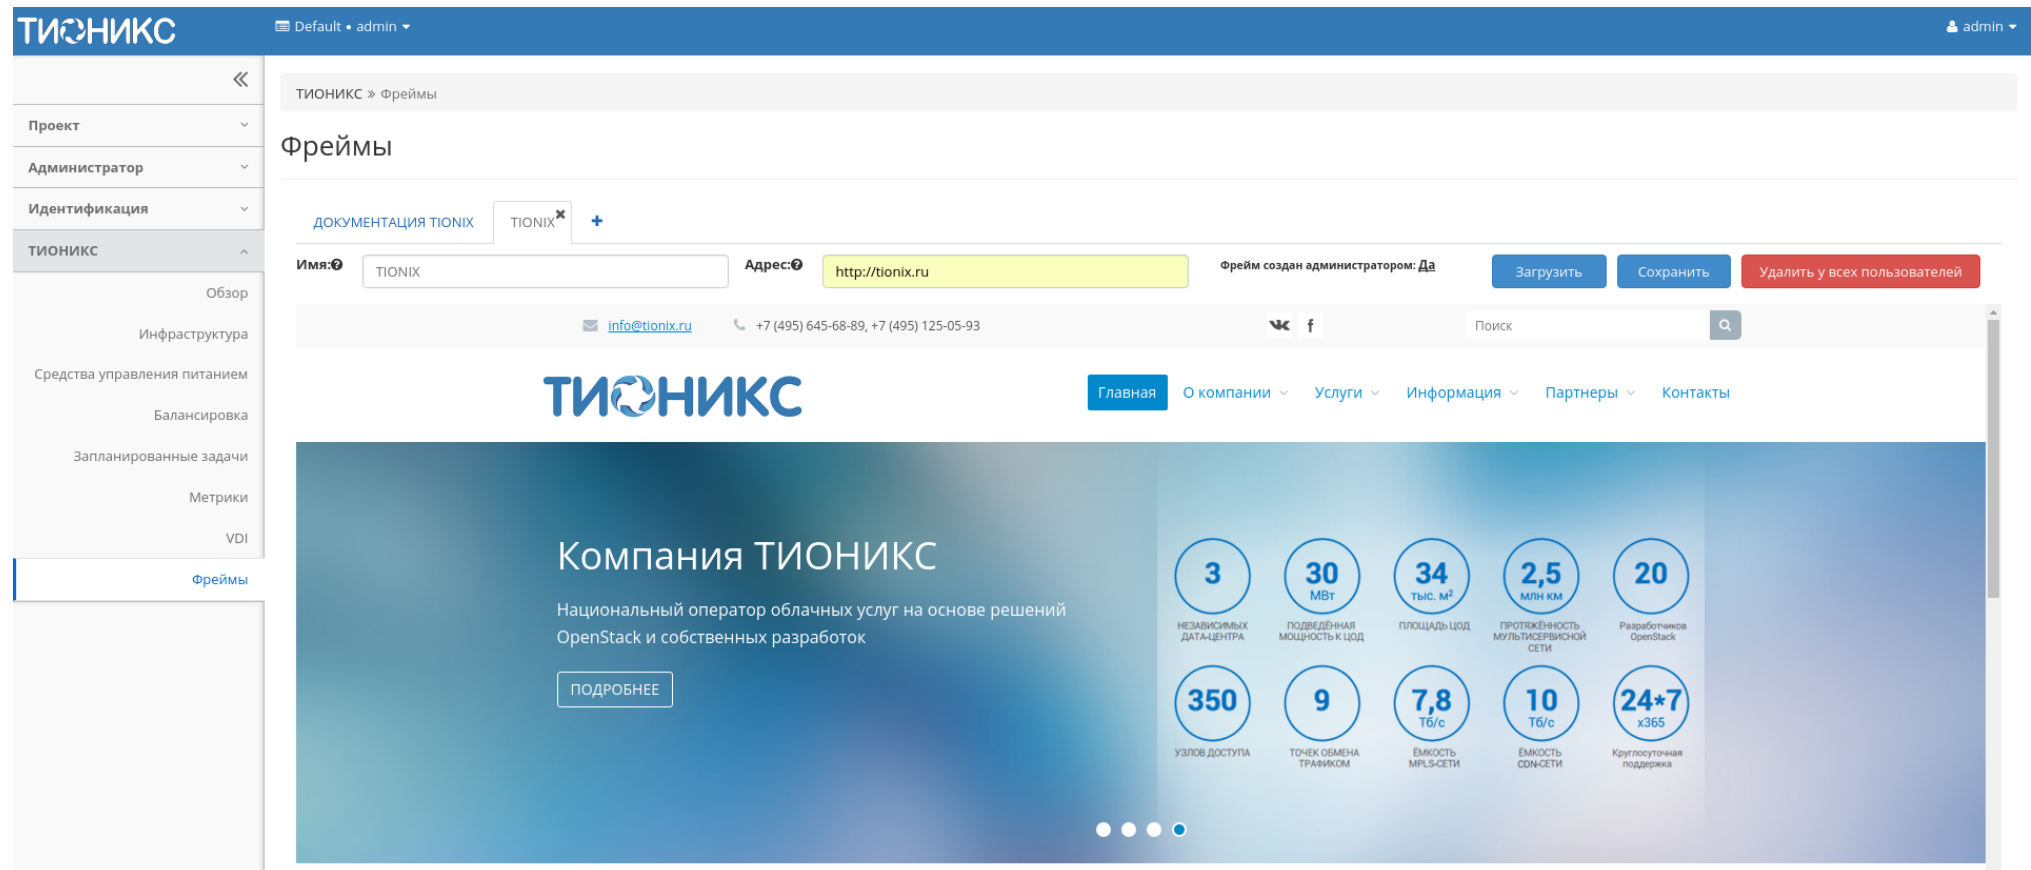 ТИОНИКС
Default • admin
admin
ТИОНИКС » Фреймы
Проект
Администратор
Идентификация
ТИОНИКС
Обзор
Инфраструктура
Средства управления питанием
Балансировка
Запланированные задачи
Метрики
VDI
Фреймы
Фреймы
ДОКУМЕНТАЦИЯ TIONIX
TIONIX
Имя:
TIONIX
Адрес:
http://tionix.ru
Фрейм создан администратором: Да
Загрузить
Сохранить
Удалить у всех пользователей
info@tionix.ru
+7 (495) 645-68-89, +7 (495) 125-05-93
Поиск
ТИОНИКС
Главная
О компании
Услуги
Информация
Партнеры
Контакты
Компания ТИОНИКС
Национальный оператор облачных услуг на основе решений
OpenStack и собственных разработок
ПОДРОБНЕЕ
3
НЕЗАВИСИМЫХ
ДАТА-ЦЕНТРА
30
МВт
ПОДВЕДЁННАЯ
МОЩНОСТЬ К ЦОД
34
тыс. м²
ПЛОЩАДЬ ЦОД
2,5
млн км
ПРОТЯЖЁННОСТЬ
МУЛЬТИСЕРВИСНОЙ
СЕТИ
20
Разработчиков
OpenStack
350
УЗЛОВ ДОСТУПА
9
ТОЧЕК ОБМЕНА
ТРАФИКОМ
7,8
Тб/с
ЁМКОСТЬ
MPLS-СЕТИ
10
Тб/с
ЁМКОСТЬ
CDN-СЕТИ
24*7
x365
Круглосуточная
поддержка